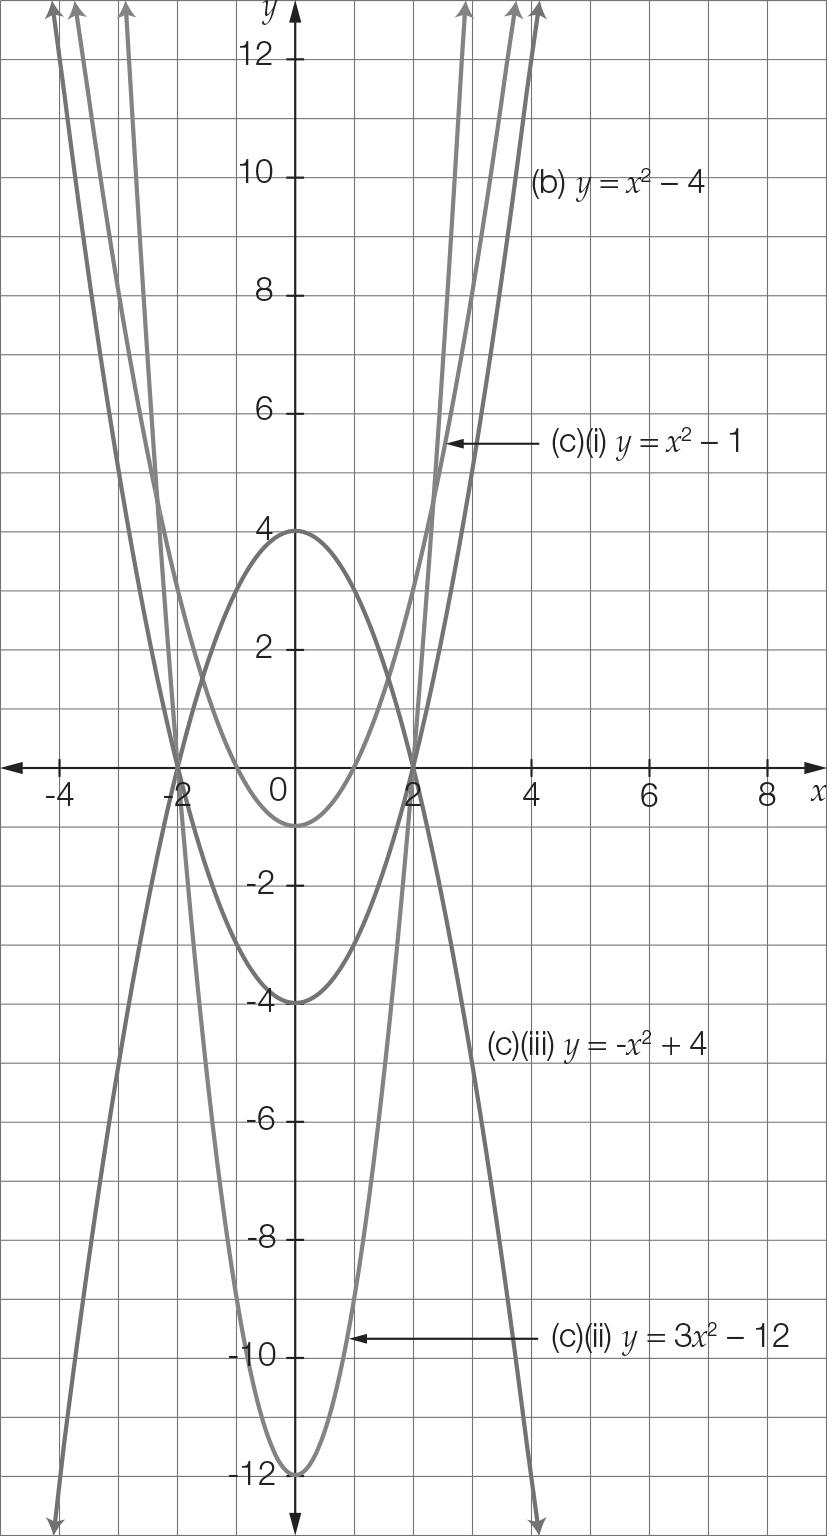 y
12
10
(b) y = x² – 4
8
6
(c)(i) y = x² – 1
4
2
-4 -2 0 2 4 6 8 x
-2
-4
(c)(iii) y = -x² + 4
-6
-8
(c)(ii) y = 3x² – 12
-10
-12